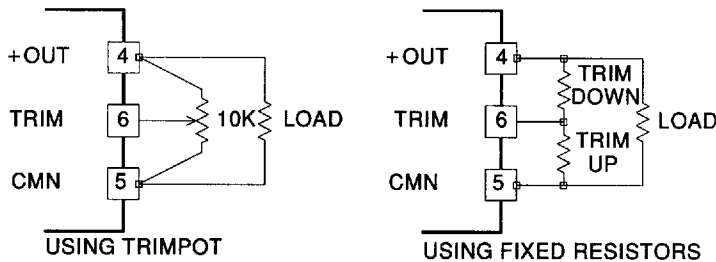 +OUT
4
TRIM
6
10K
LOAD
CMN
5
USING TRIMPOT
+OUT
4
TRIM
DOWN
TRIM
6
LOAD
TRIM
UP
CMN
5
USING FIXED RESISTORS